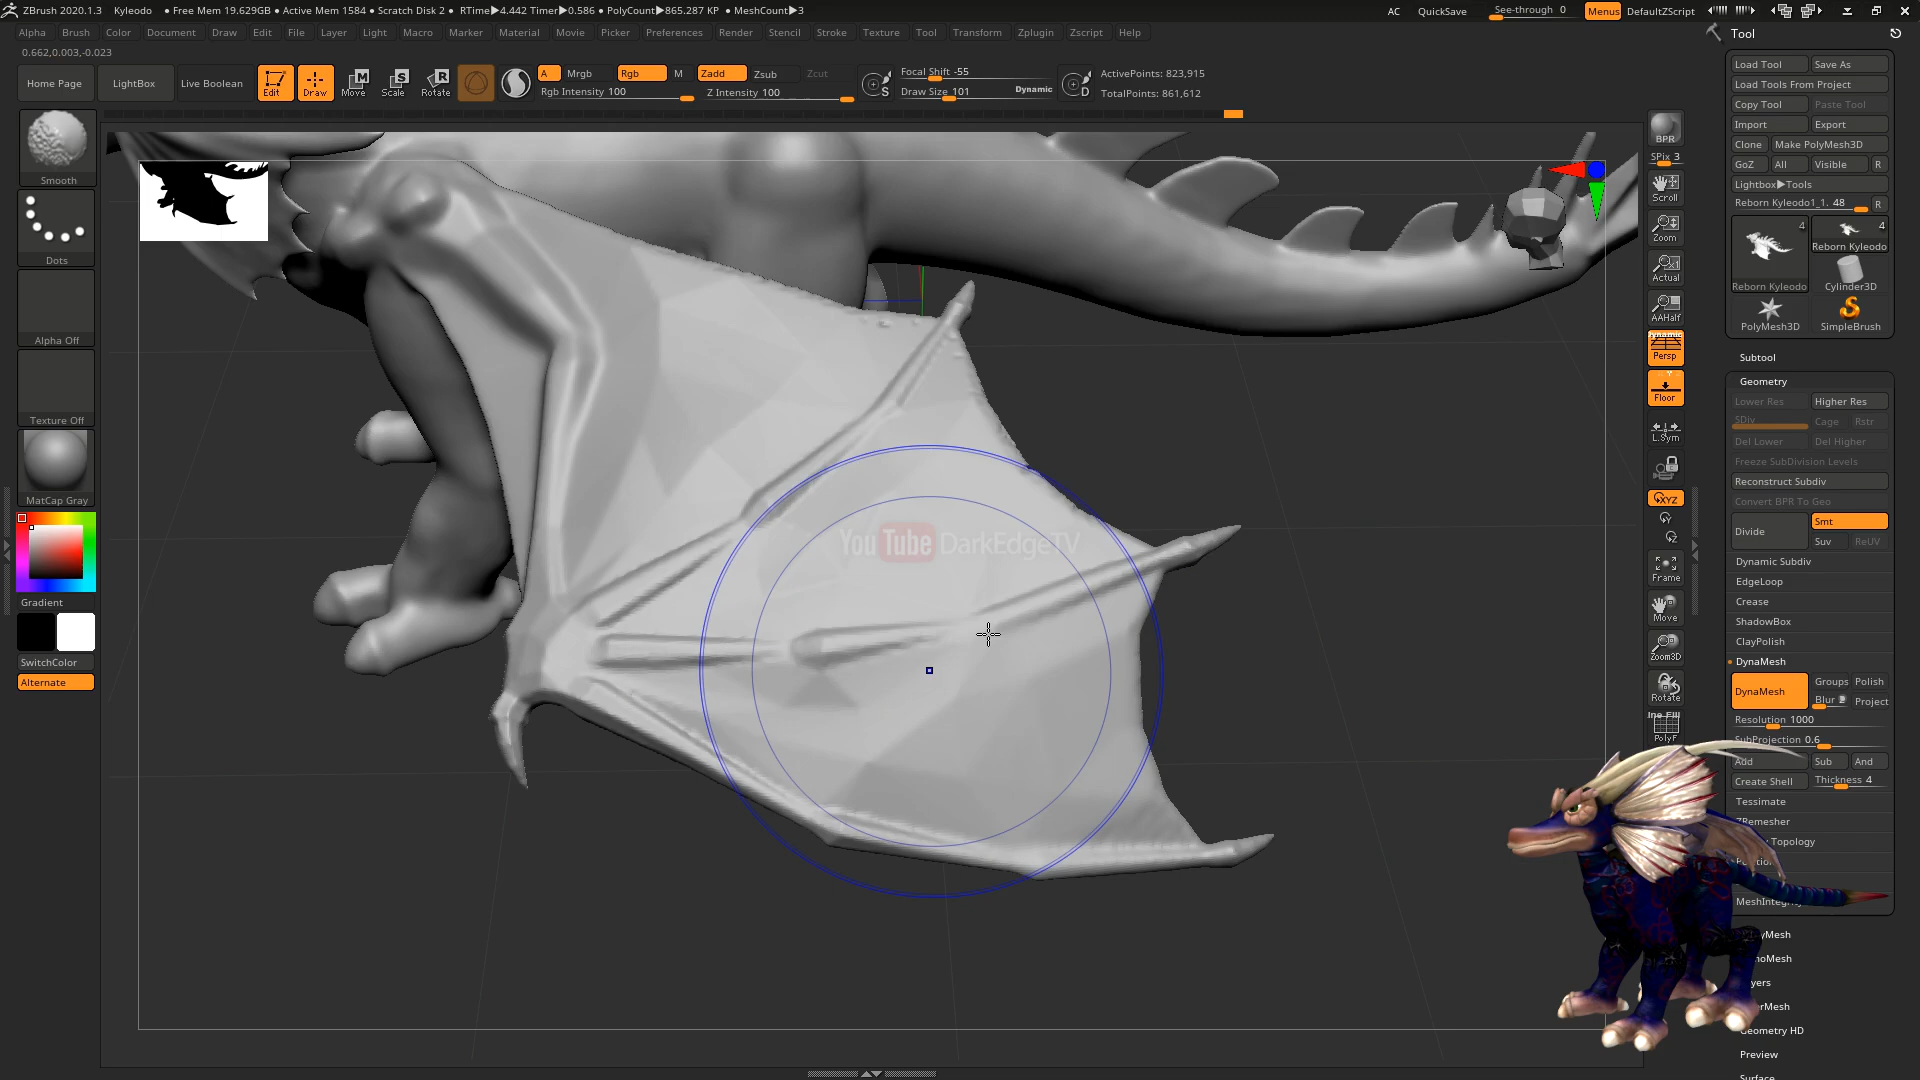 ZBrush 2020.1.3 Kyleodo • Free Mem 19.629GB • Active Mem 1584 • Scratch Disk 2 • RTime▶4.442 Timer▶0.586 • PolyCount▶865.287 KP • MeshCount▶3
AC QuickSave See-through 0 Menus DefaultZScript
Alpha Brush Color Document Draw Edit File Layer Light Macro Marker Material Movie Picker Preferences Render Stencil Stroke Texture Tool Transform Zplugin Zscript Help
0.662,0.003,-0.023
Home Page LightBox Live Boolean Edit Draw Move Scale Rotate
A Mrgb Rgb M Zadd Zsub Zcut
Rgb Intensity 100 Z Intensity 100
Focal Shift -55
Draw Size 101 Dynamic
ActivePoints: 823,915
TotalPoints: 861,612
Smooth
Dots
Alpha Off
Texture Off
MatCap Gray
Gradient
SwitchColor
Alternate
YouTube DarkEdgeTV
BPR
SPix 3
Scroll
Zoom
Actual
AAHalf
Dynamic
Persp
Floor
L.Sym
XYZ
Frame
Move
Zoom3D
Rotate
Line Fill
PolyF
Tool
Load Tool Save As
Load Tools From Project
Copy Tool Paste Tool
Import Export
Clone Make PolyMesh3D
GoZ All Visible R
Lightbox▶Tools
Reborn Kyleodo1_1. 48 R
4 4
Reborn Kyleodo
Reborn Kyleodo Cylinder3D
PolyMesh3D SimpleBrush
Subtool
Geometry
Lower Res Higher Res
SDiv Cage Rstr
Del Lower Del Higher
Freeze SubDivision Levels
Reconstruct Subdiv
Convert BPR To Geo
Divide Smt
Suv ReUV
Dynamic Subdiv
EdgeLoop
Crease
ShadowBox
ClayPolish
DynaMesh
DynaMesh Groups Polish
Blur 2 Project
Resolution 1000
SubProjection 0.6
Add Sub And
Create Shell Thickness 4
Tessimate
ZRemesher
Topology
MeshIntegrity
Geometry HD
Preview
Surface